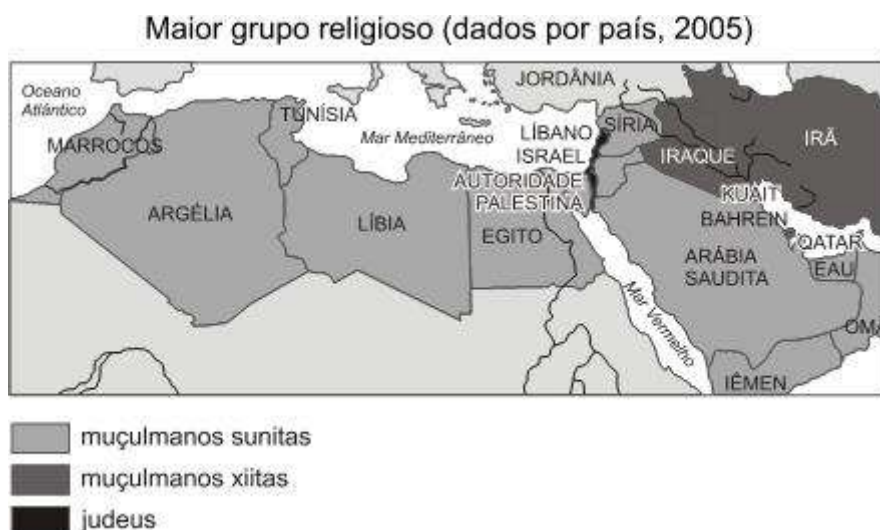 Maior grupo religioso (dados por país, 2005)
Oceano
Atlântico
JORDÂNIA
TUNÍSIA
MARROCOS
Mar Mediterrâneo
LÍBANO
SÍRIA
ISRAEL
IRAQUE
IRÃ
AUTORIDADE
PALESTINA
KUAIT
BAHREIN
ARGÉLIA
LÍBIA
EGITO
QATAR
ARÁBIA
SAUDITA
EAU
Mar Vermelho
OMÃ
IÊMEN
muçulmanos sunitas
muçulmanos xiitas
judeus